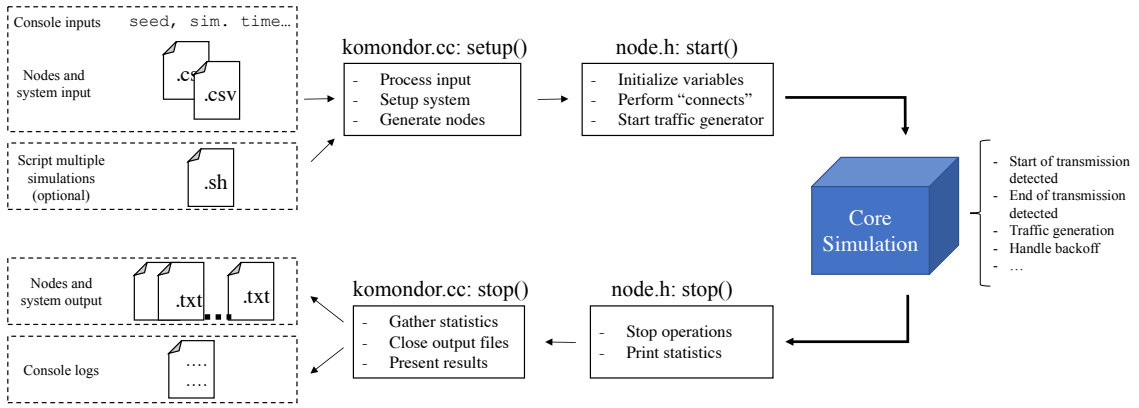 Console inputs seed, sim. time…
Nodes and
system input
.cs
.csv
Script multiple
simulations
(optional)
.sh
komondor.cc: setup()
- Process input
- Setup system
- Generate nodes
node.h: start()
- Initialize variables
- Perform “connects”
- Start traffic generator
Core
Simulation
- Start of transmission
detected
- End of transmission
detected
- Traffic generation
- Handle backoff
- …
Nodes and
system output
.txt
.txt
Console logs
….
….
komondor.cc: stop()
- Gather statistics
- Close output files
- Present results
node.h: stop()
- Stop operations
- Print statistics